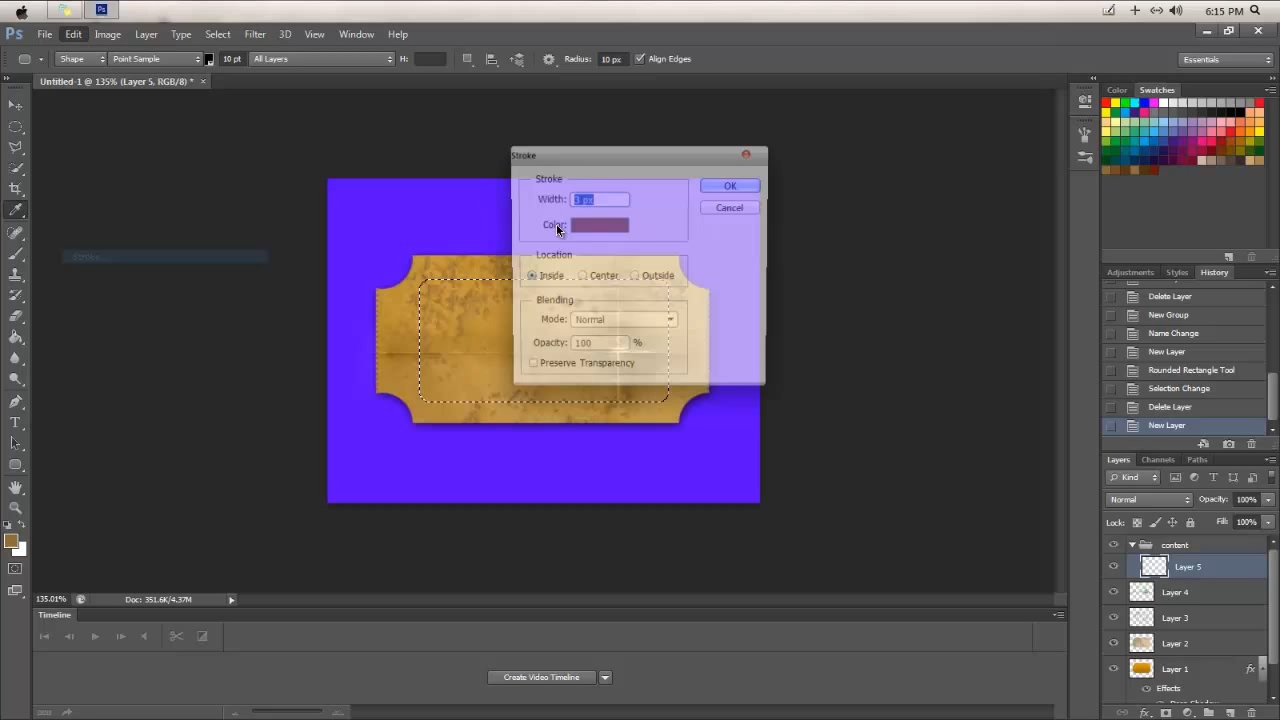 6:15 PM
Ps File Edit Image Layer Type Select Filter 3D View Window Help
Shape Point Sample 10 pt All Layers H: Radius: 10 px Align Edges Essentials
Untitled-1 @ 135% (Layer 5, RGB/8) * ×
Color Swatches
Stroke
Stroke
OK
Width: 3 px
Cancel
Color:
Stroke...
Location
Inside Center Outside
Blending
Mode: Normal
Opacity: 100 %
Preserve Transparency
Adjustments Styles History
Delete Layer
New Group
Name Change
New Layer
Rounded Rectangle Tool
Selection Change
Delete Layer
New Layer
Layers Channels Paths
Kind
Normal Opacity: 100%
Lock: Fill: 100%
content
Layer 5
Layer 4
Layer 3
Layer 2
Layer 1 fx
Effects
135.01% Doc: 351.6K/4.37M
Timeline
Create Video Timeline